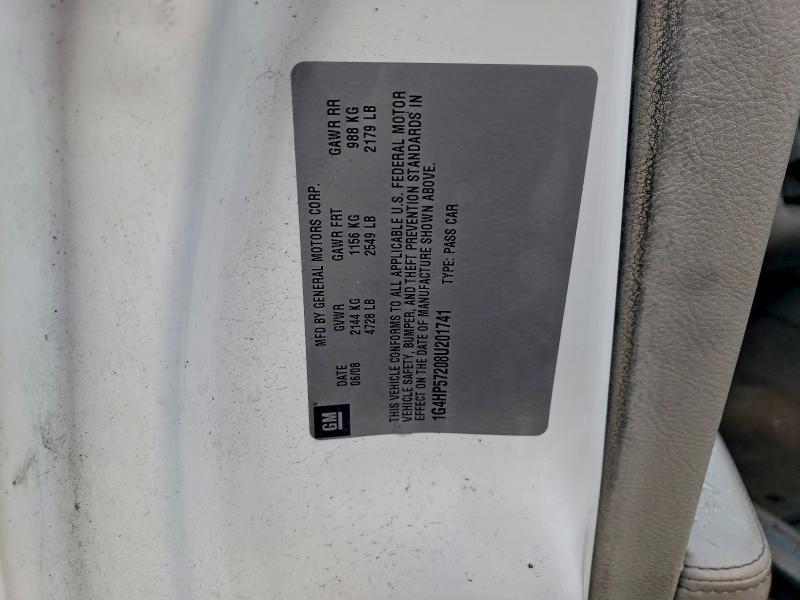 GM
MFD BY GENERAL MOTORS CORP.
DATE GVWR GAWR FRT GAWR RR
06/08 2144 KG 1156 KG 988 KG
4728 LB 2549 LB 2179 LB
THIS VEHICLE CONFORMS TO ALL APPLICABLE U.S. FEDERAL MOTOR
VEHICLE SAFETY, BUMPER, AND THEFT PREVENTION STANDARDS IN
EFFECT ON THE DATE OF MANUFACTURE SHOWN ABOVE.
1G4HP57208U201741 TYPE: PASS CAR